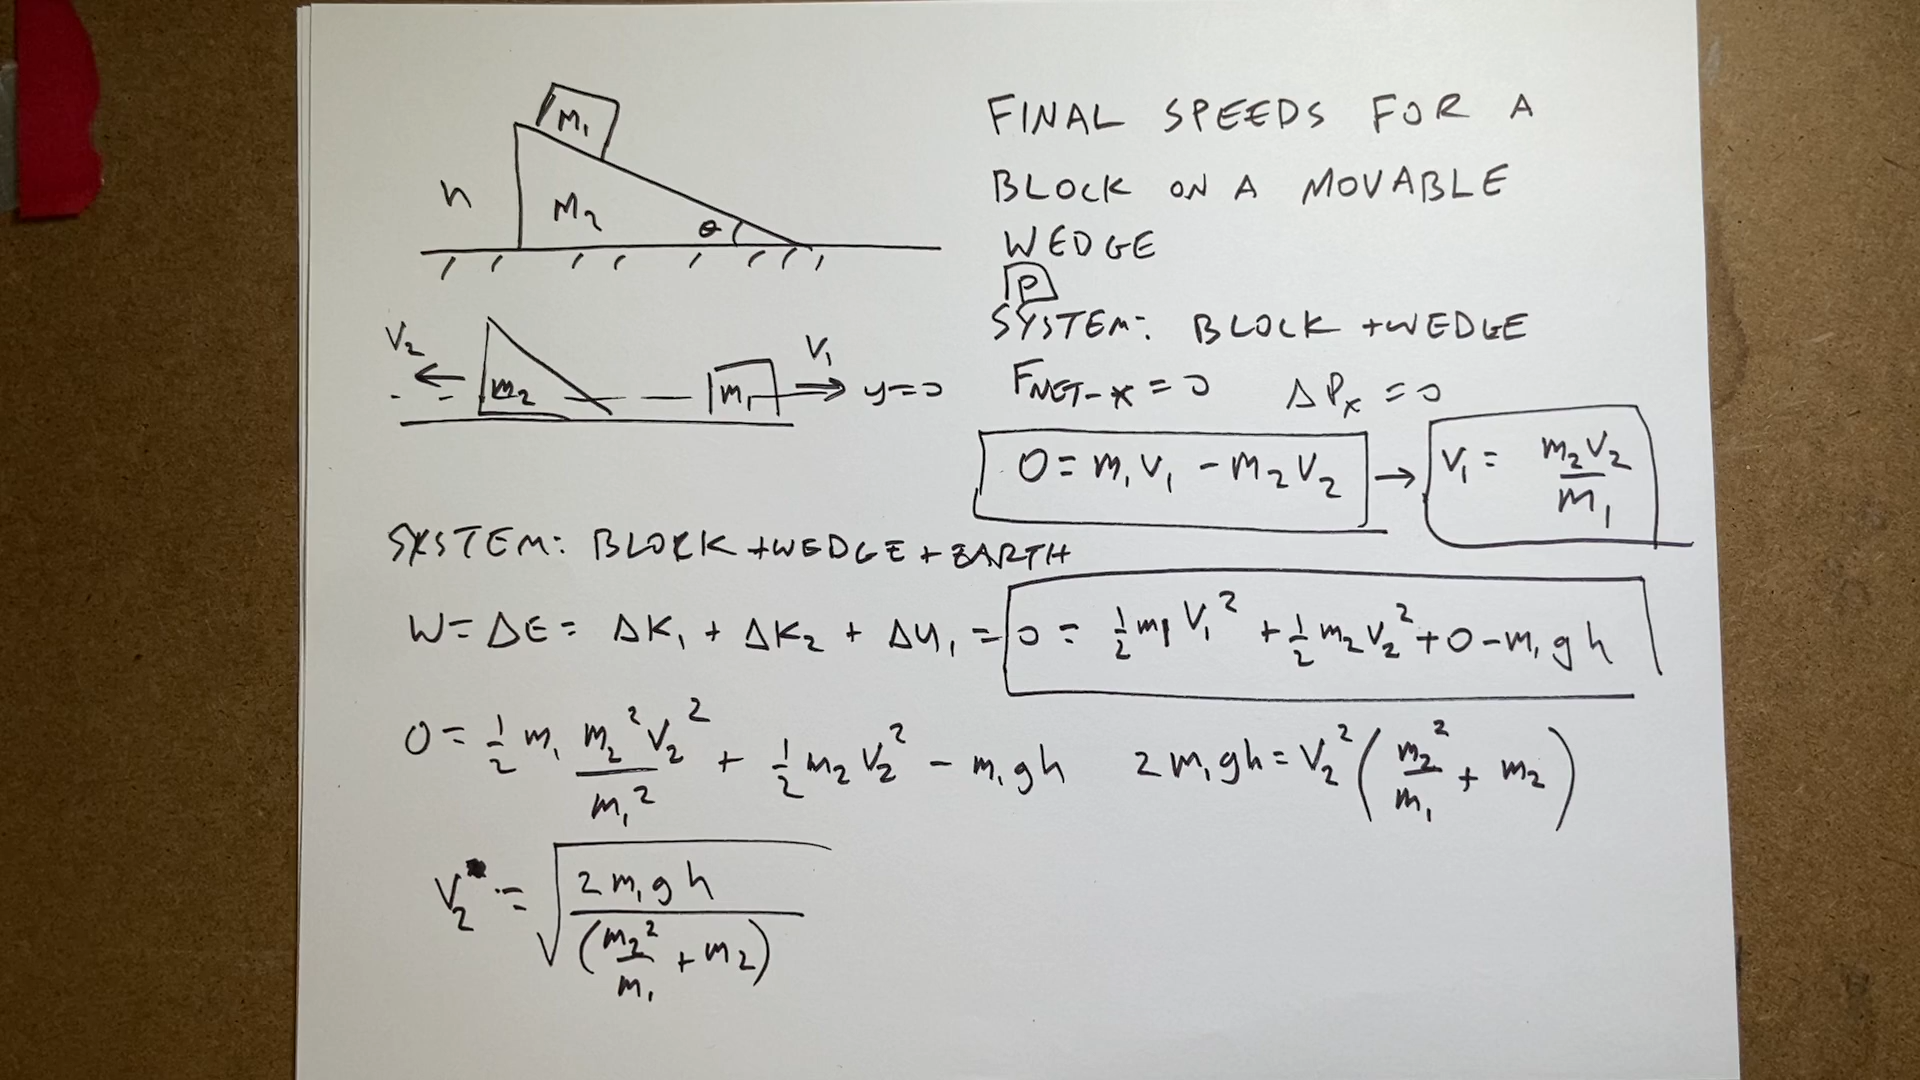 FINAL SPEEDS FOR A
BLOCK ON A MOVABLE
WEDGE
M₁
h
M₂
θ
P
SYSTEM: BLOCK + WEDGE
F_NET-x = 0    ΔPₓ = 0
V₂
m₂
m₁
V₁
y=0
0 = m₁V₁ - m₂V₂ → V₁ = m₂V₂/m₁
SYSTEM: BLOCK + WEDGE + EARTH
W = ΔE = ΔK₁ + ΔK₂ + ΔU₁ = 0 = ½m₁V₁² + ½m₂V₂² + 0 - m₁gh
0 = ½m₁ m₂²V₂²/m₁² + ½m₂V₂² - m₁gh    2m₁gh = V₂²(m₂²/m₁ + m₂)
V₂ = √(2m₁gh/(m₂²/m₁ + m₂))